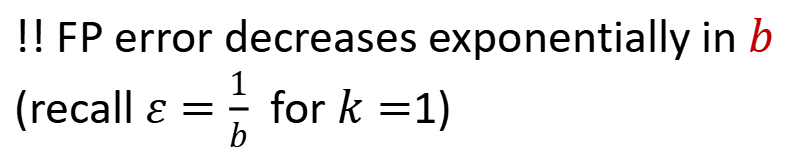 !! FP error decreases exponentially in b
(recall ε = 1/b for k =1)